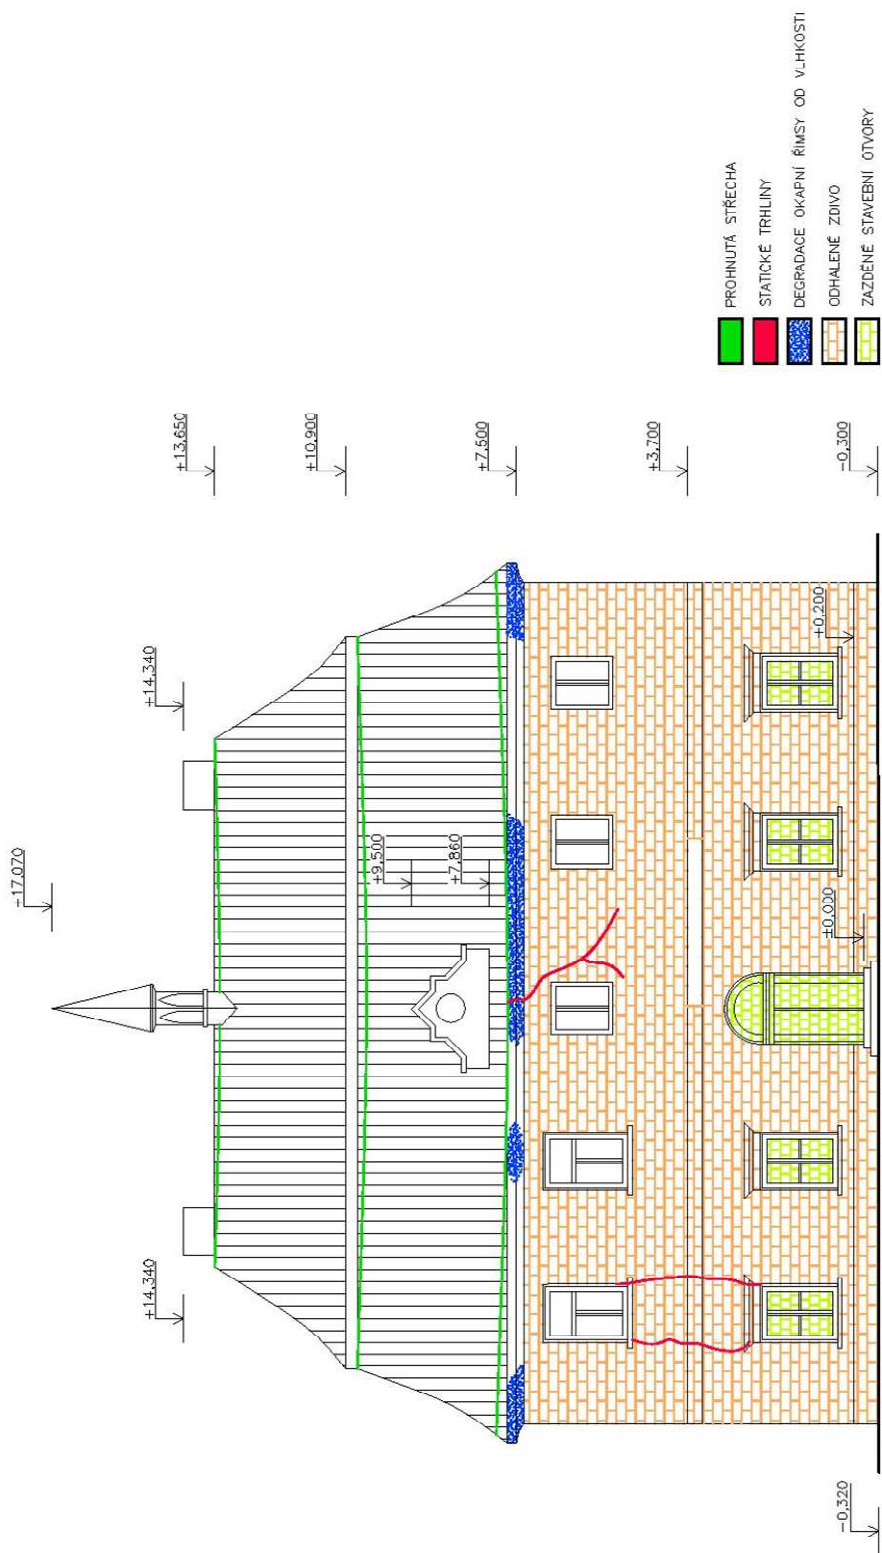 +17,070
+14,340
+14,340
+13,650
+10,900
+9,500
+7,860
+7,500
+3,700
+0,200
±0,000
-0,300
-0,320
PROHNUTÁ STŘECHA
STATICKÉ TRHLINY
DEGRADACE OKAPNÍ ŘÍMSY OD VLHKOSTI
ODHALENÉ ZDIVO
ZAZDĚNÉ STAVEBNÍ OTVORY